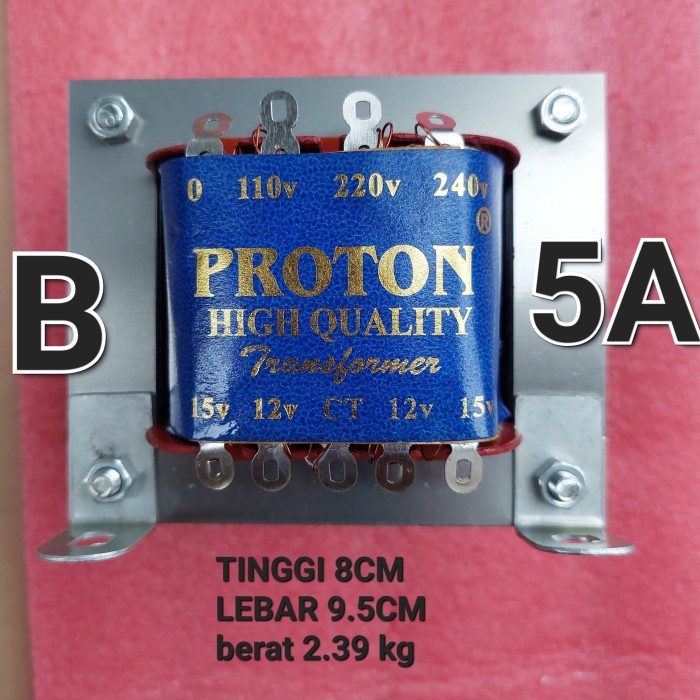 0 110v 220v 240v
®
PROTON
HIGH QUALITY
Transformer
15v 12v CT 12v 15v
B
5A
TINGGI 8CM
LEBAR 9.5CM
berat 2.39 kg